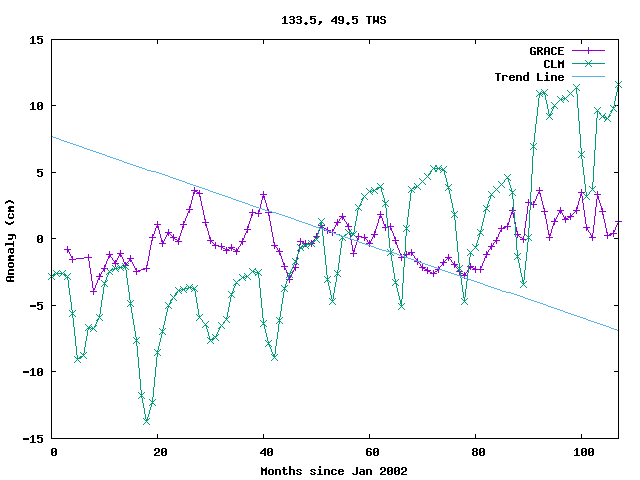 133.5, 49.5 TWS
GRACE
CLM
Trend Line
15
10
5
0
-5
-10
-15
Anomaly (cm)
0 20 40 60 80 100
Months since Jan 2002